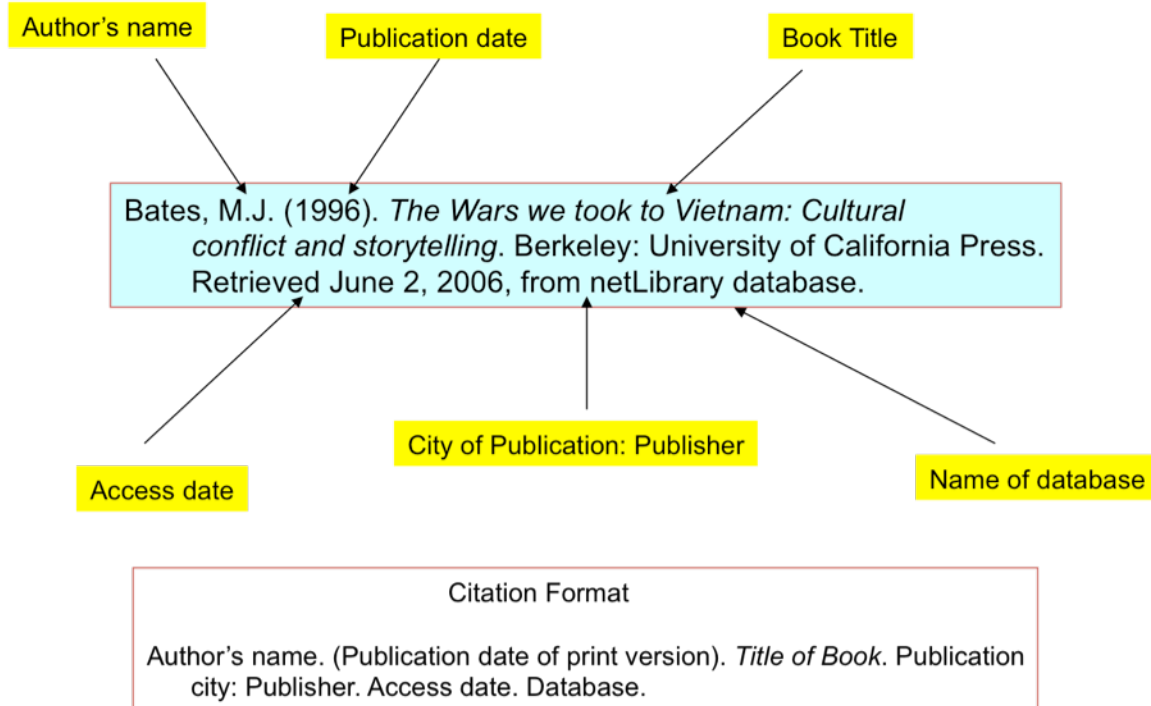 Author’s name
Publication date
Book Title
Bates, M.J. (1996). The Wars we took to Vietnam: Cultural
conflict and storytelling. Berkeley: University of California Press.
Retrieved June 2, 2006, from netLibrary database.
City of Publication: Publisher
Access date
Name of database
Citation Format
Author’s name. (Publication date of print version). Title of Book. Publication
city: Publisher. Access date. Database.